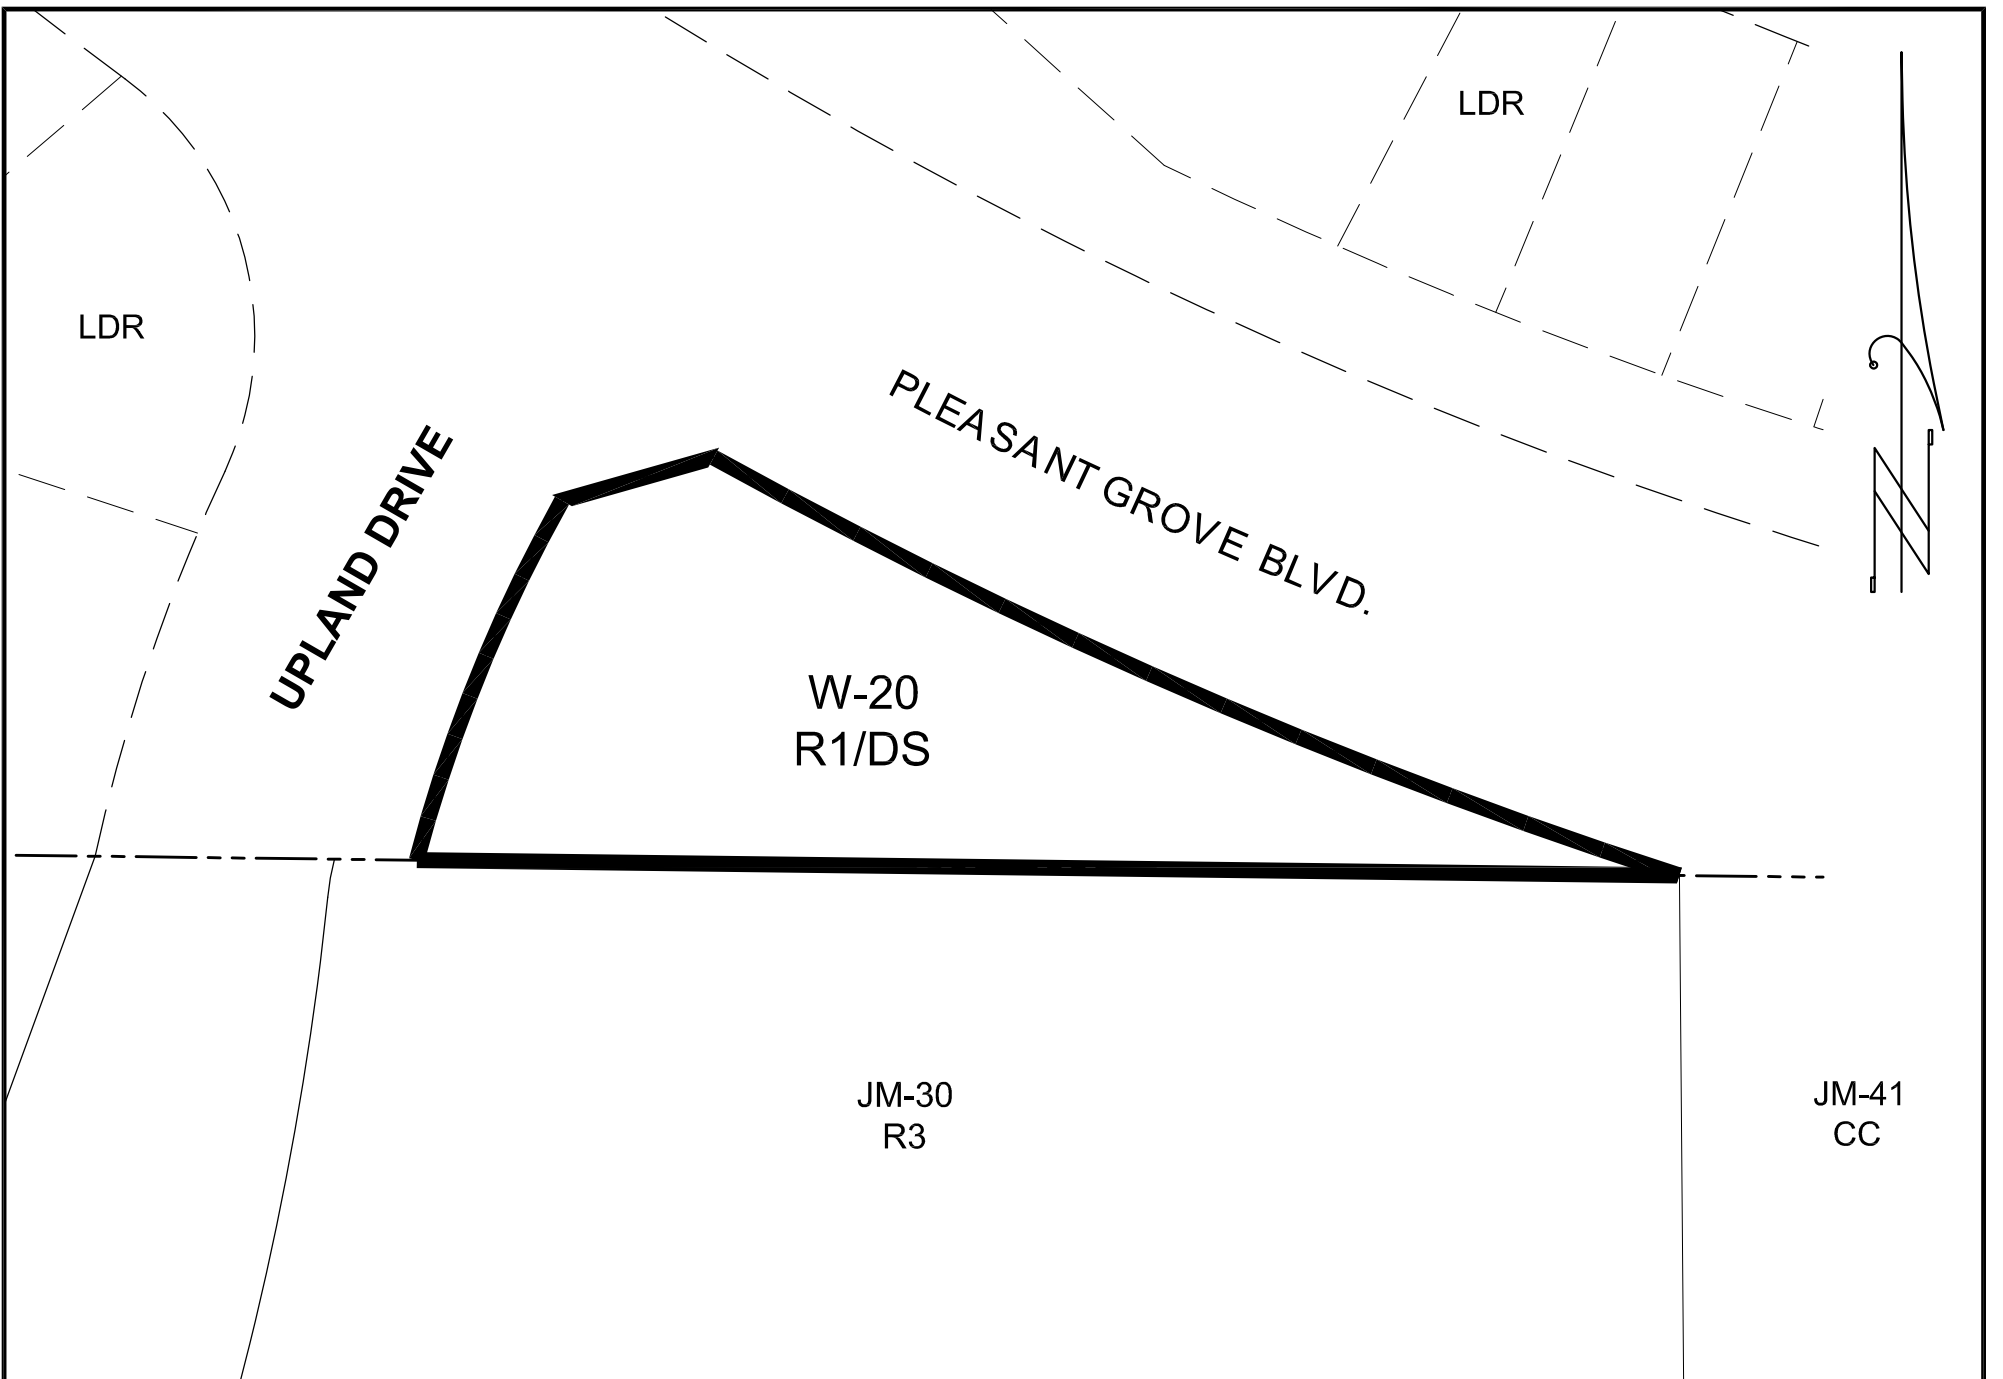 LDR
LDR
PLEASANT GROVE BLVD.
UPLAND DRIVE
N
W-20
R1/DS
JM-30
R3
JM-41
CC